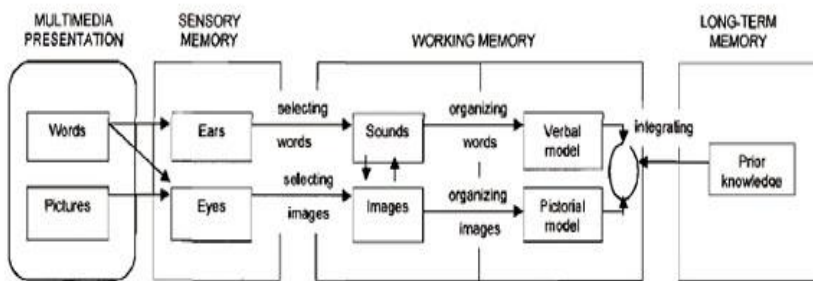 MULTIMEDIA
PRESENTATION
SENSORY
MEMORY
WORKING MEMORY
LONG-TERM
MEMORY
Words
Ears
selecting
words
Sounds
organizing
words
Verbal
model
integrating
Prior
knowledge
Pictures
Eyes
selecting
images
Images
organizing
images
Pictorial
model